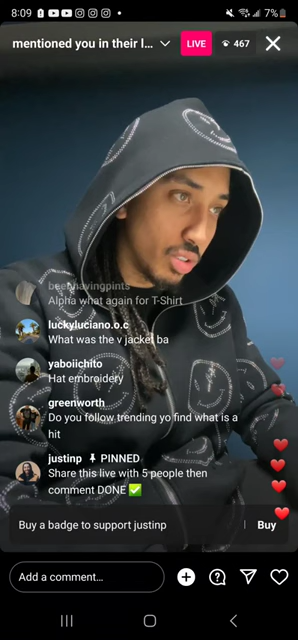 8:09
7%
mentioned you in their l...
LIVE
467
beenhavingpints
Alpha what again for T-Shirt
luckyluciano.o.c
What was the v jacket ba
yaboiichito
Hat embroidery
greenworth
Do you follow trending yo find what is a
hit
justinp PINNED
Share this live with 5 people then
comment DONE ✅
Buy a badge to support justinp
Buy
Add a comment...